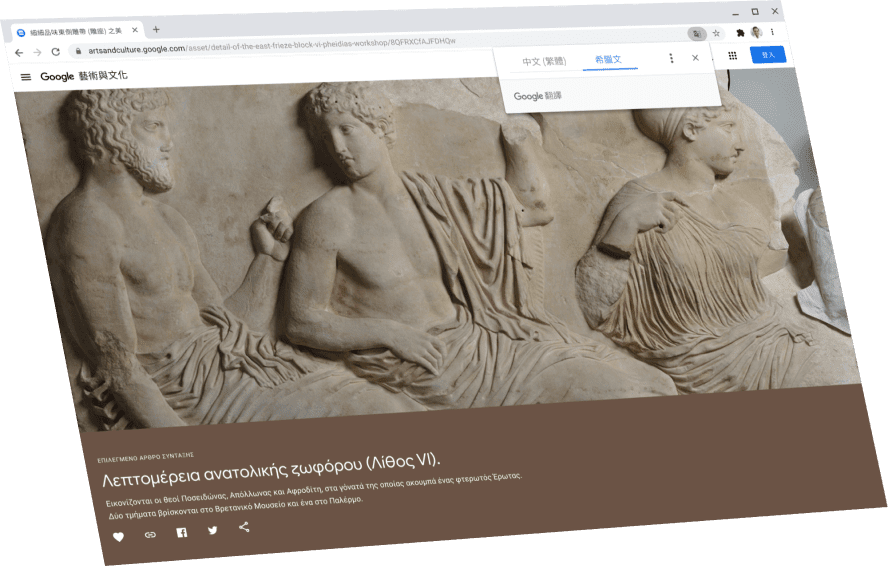 細細品味東側雕帶 (雕座) 之美
artsandculture.google.com/asset/detail-of-the-east-frieze-block-vi-pheidias-workshop/8QFRXCfAJFDHQw
中文 (繁體)
希臘文
登入
Google 藝術與文化
Google 翻譯
ΕΠΙΛΕΓΜΕΝΟ ΑΡΘΡΟ ΣΥΝΤΑΞΗΣ
Λεπτομέρεια ανατολικής ζωφόρου (Λίθος VI).
Εικονίζονται οι θεοί Ποσειδώνας, Απόλλωνας και Αφροδίτη, στα γόνατά της οποίας ακουμπά ένας φτερωτός Έρωτας.
Δύο τμήματα βρίσκονται στο Βρετανικό Μουσείο και ένα στο Παλέρμο.